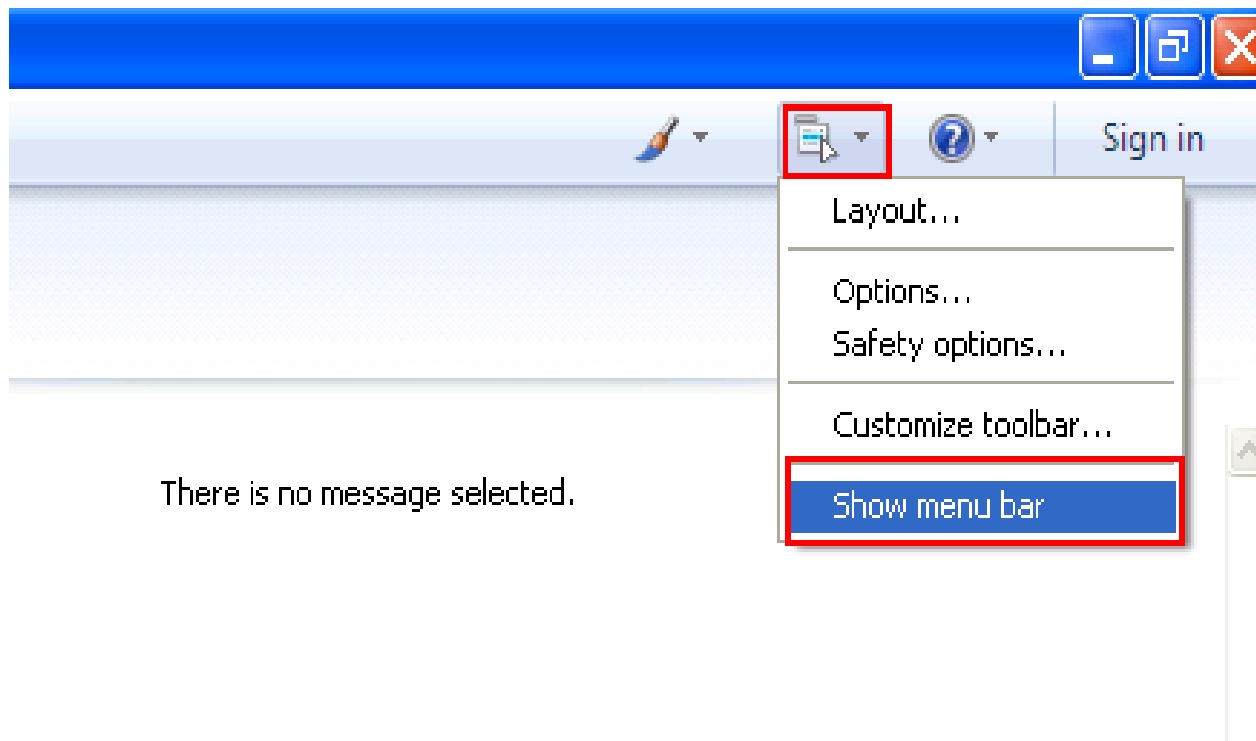 Sign in
Layout...
Options...
Safety options...
Customize toolbar...
There is no message selected.
Show menu bar